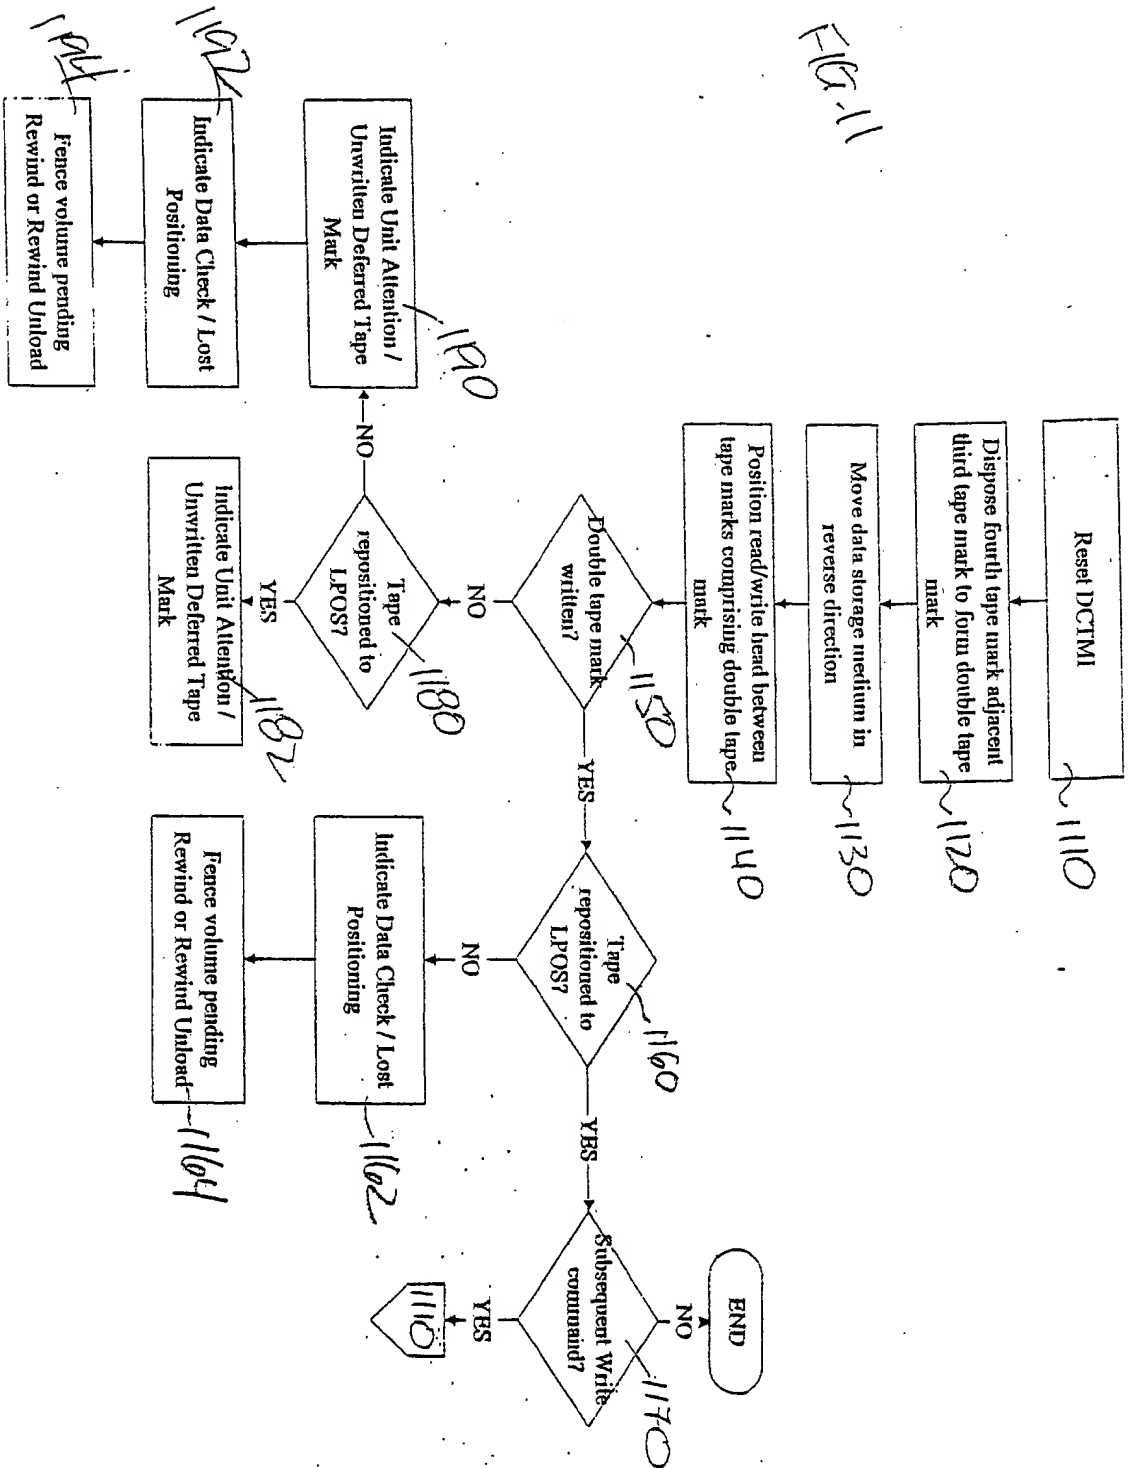 FIG. 11
Reset DCTMI
1110
Dispose fourth tape mark adjacent
third tape mark to form double tape
mark
1120
Move data storage medium in
reverse direction
1130
Position read/write head between
tape marks comprising double tape
mark
1140
Double tape mark
written?
1150
YES
NO
Tape
repositioned to
LPOS?
1160
YES
NO
Subsequent Write
command?
1170
NO
END
YES
1110
Indicate Data Check / Lost
Positioning
1162
Fence volume pending
Rewind or Rewind Unload
1164
Tape
repositioned to
LPOS?
1180
YES
NO
Indicate Unit Attention /
Unwritten Deferred Tape
Mark
1182
Indicate Unit Attention /
Unwritten Deferred Tape
Mark
1190
Indicate Data Check / Lost
Positioning
1192
Fence volume pending
Rewind or Rewind Unload
1194